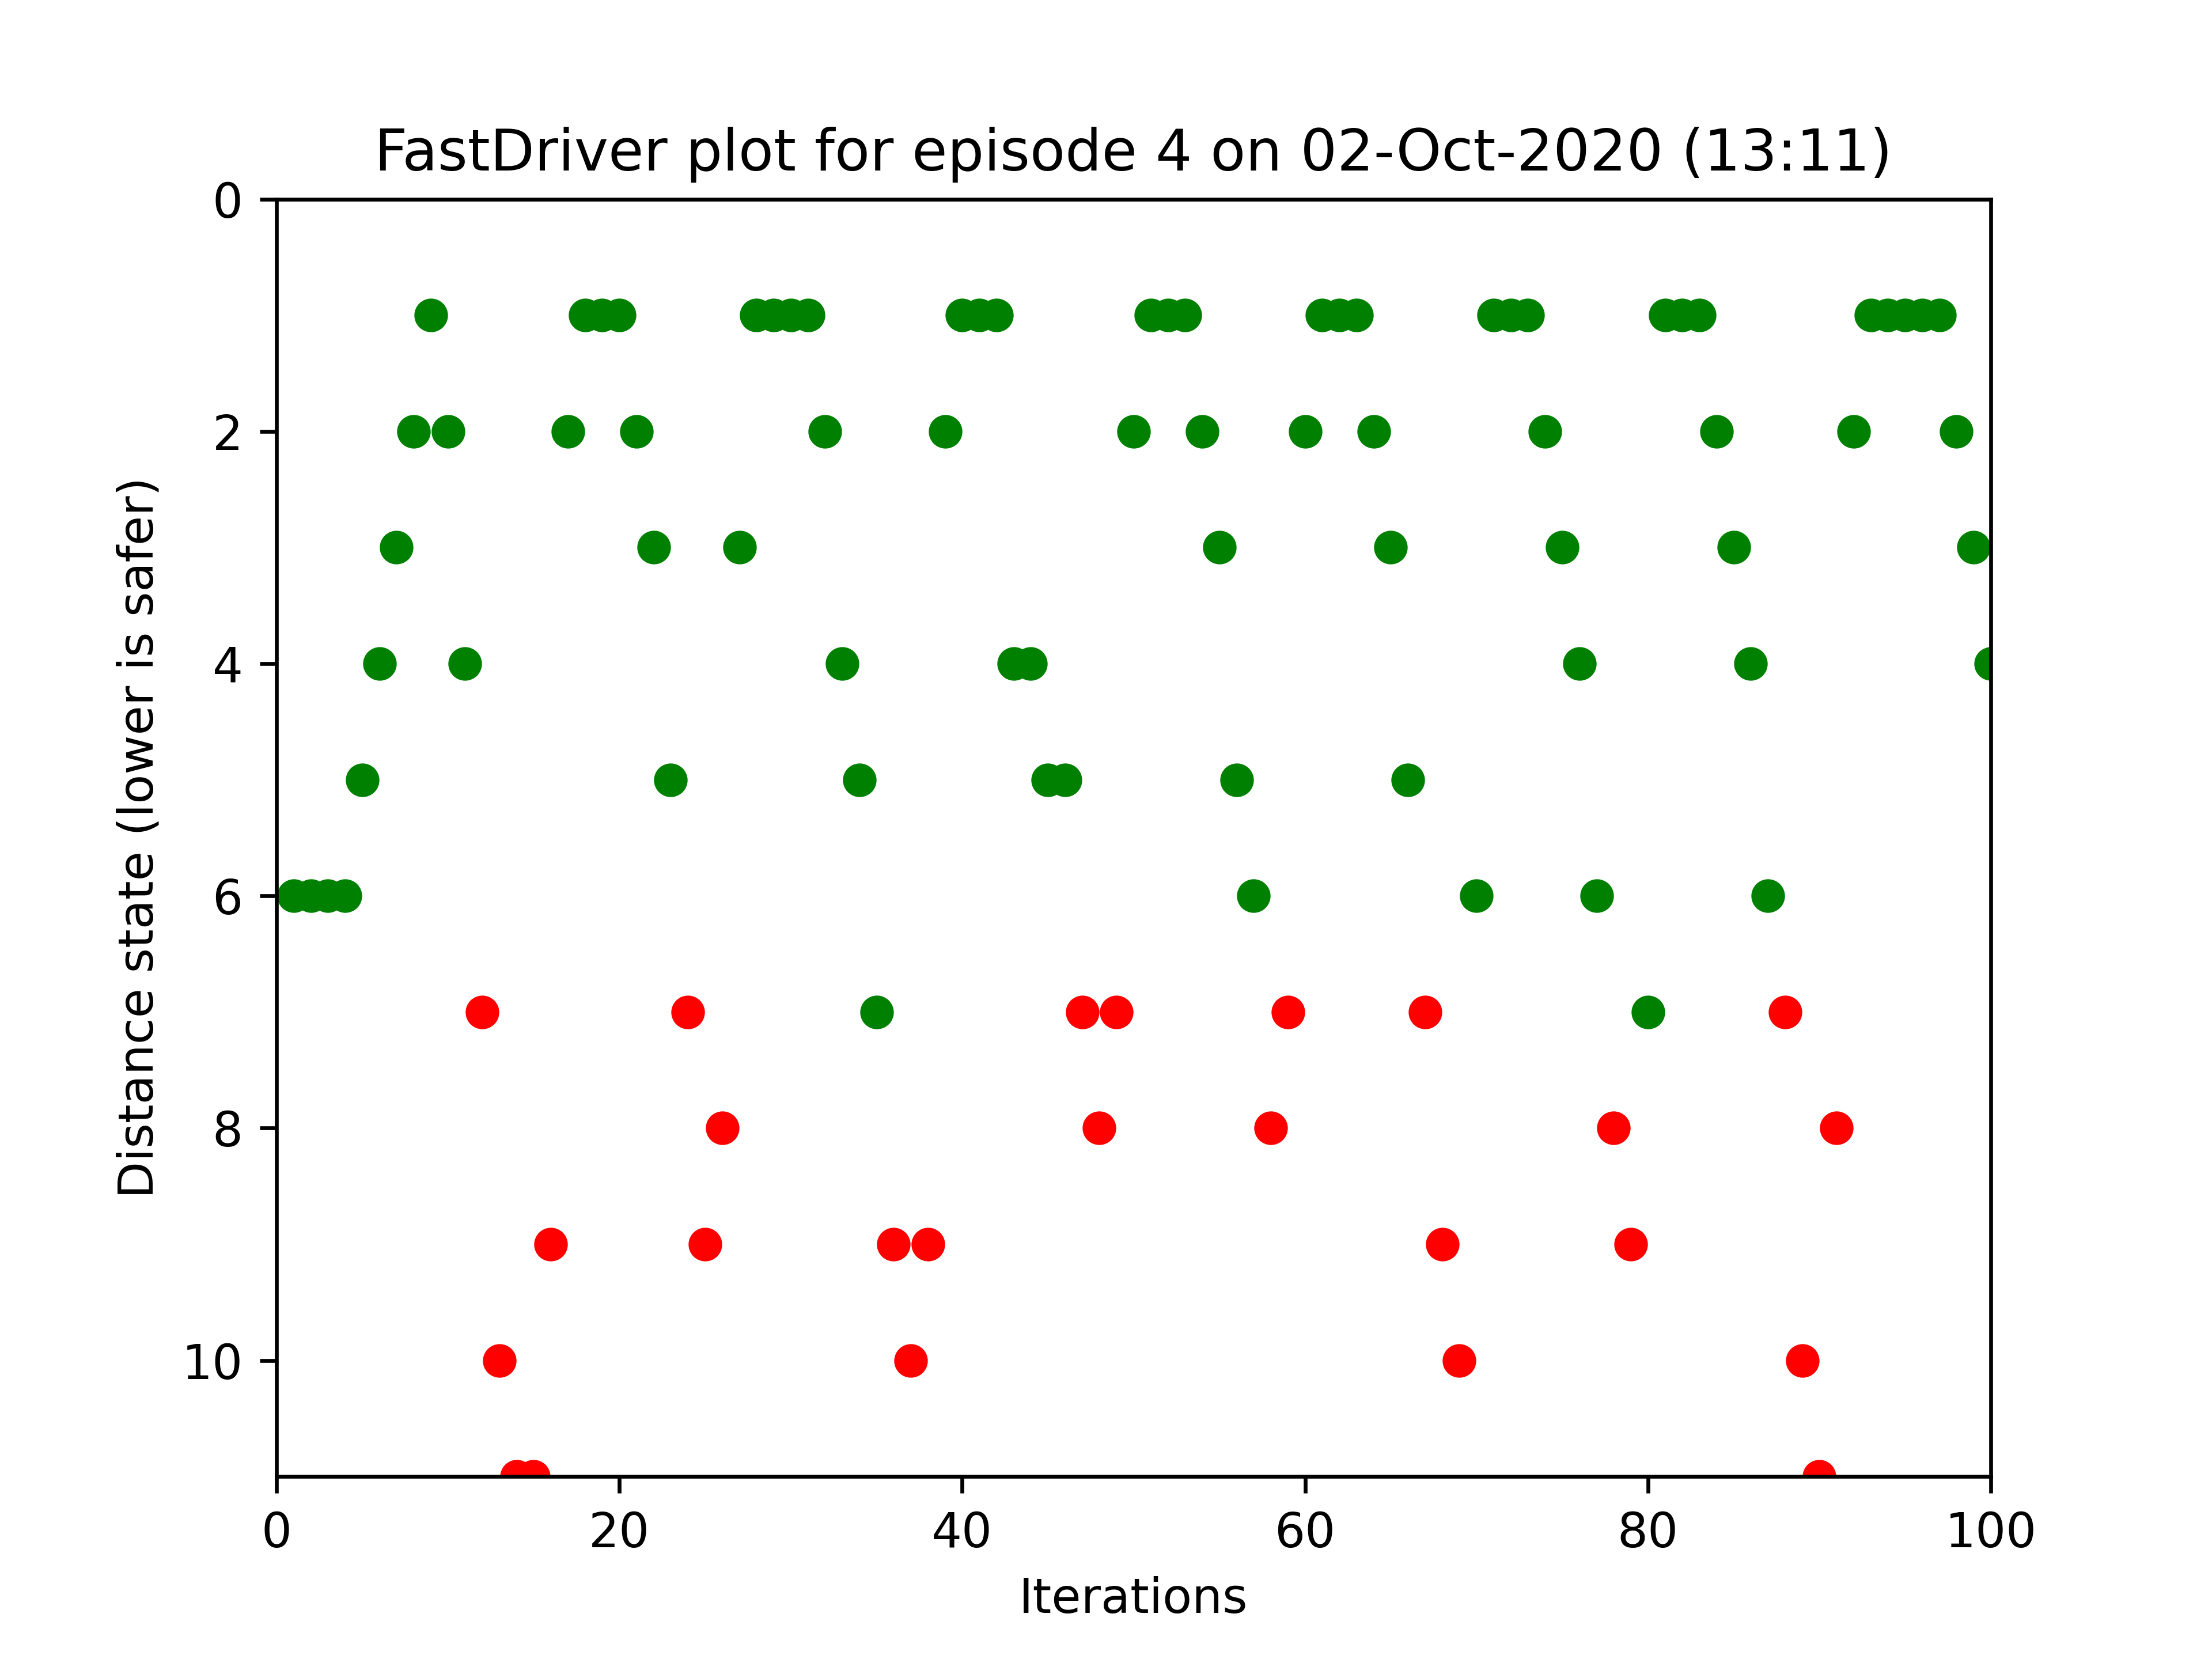 FastDriver plot for episode 4 on 02-Oct-2020 (13:11)
0
2
4
6
8
10
Distance state (lower is safer)
0 20 40 60 80 100
Iterations